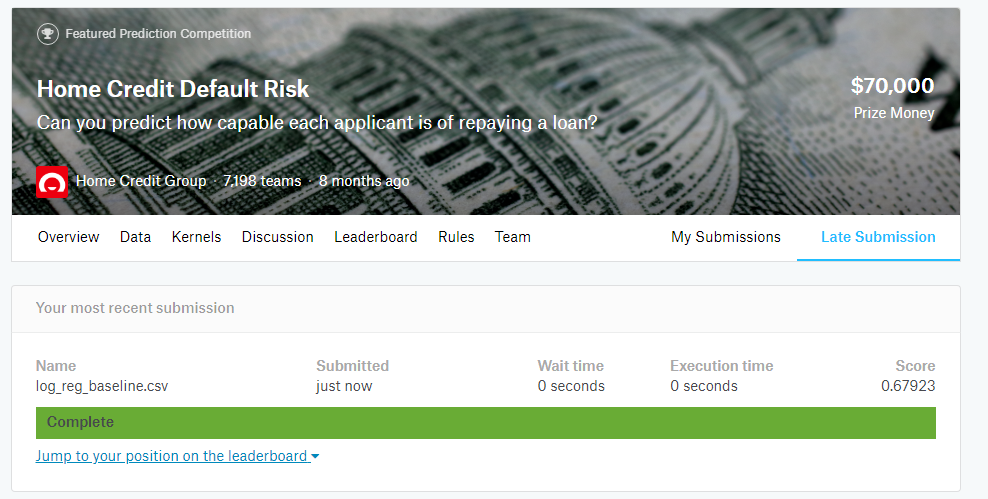 Featured Prediction Competition
Home Credit Default Risk
$70,000
Can you predict how capable each applicant is of repaying a loan?
Prize Money
Home Credit Group · 7,198 teams · 8 months ago
Overview Data Kernels Discussion Leaderboard Rules Team My Submissions Late Submission
Your most recent submission
Name Submitted Wait time Execution time Score
log_reg_baseline.csv just now 0 seconds 0 seconds 0.67923
Complete
Jump to your position on the leaderboard